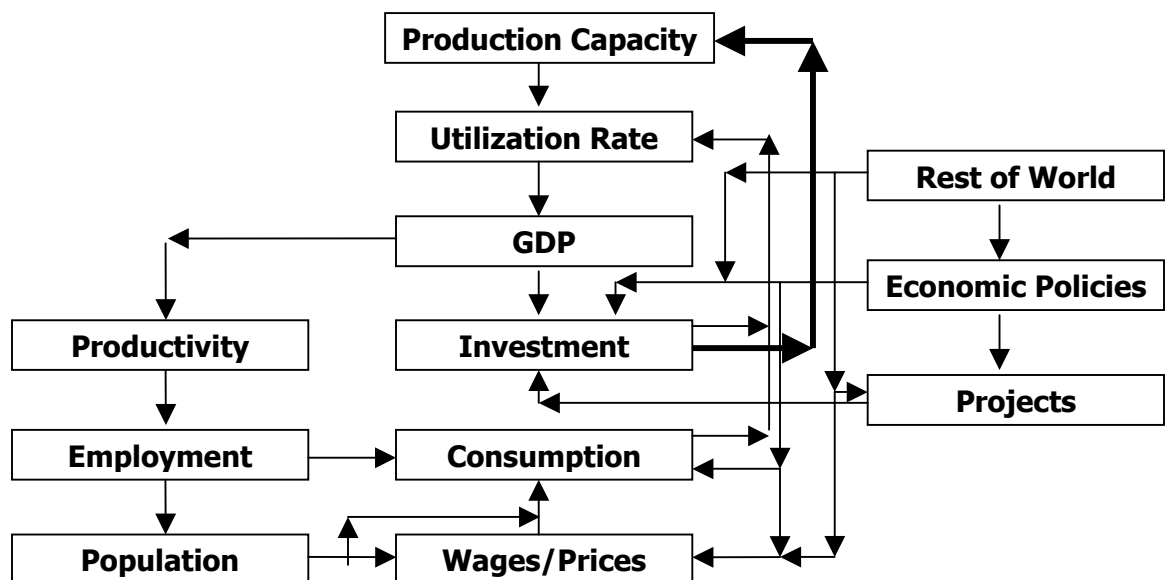 Production Capacity
Utilization Rate
Rest of World
GDP
Economic Policies
Productivity
Investment
Projects
Employment
Consumption
Population
Wages/Prices